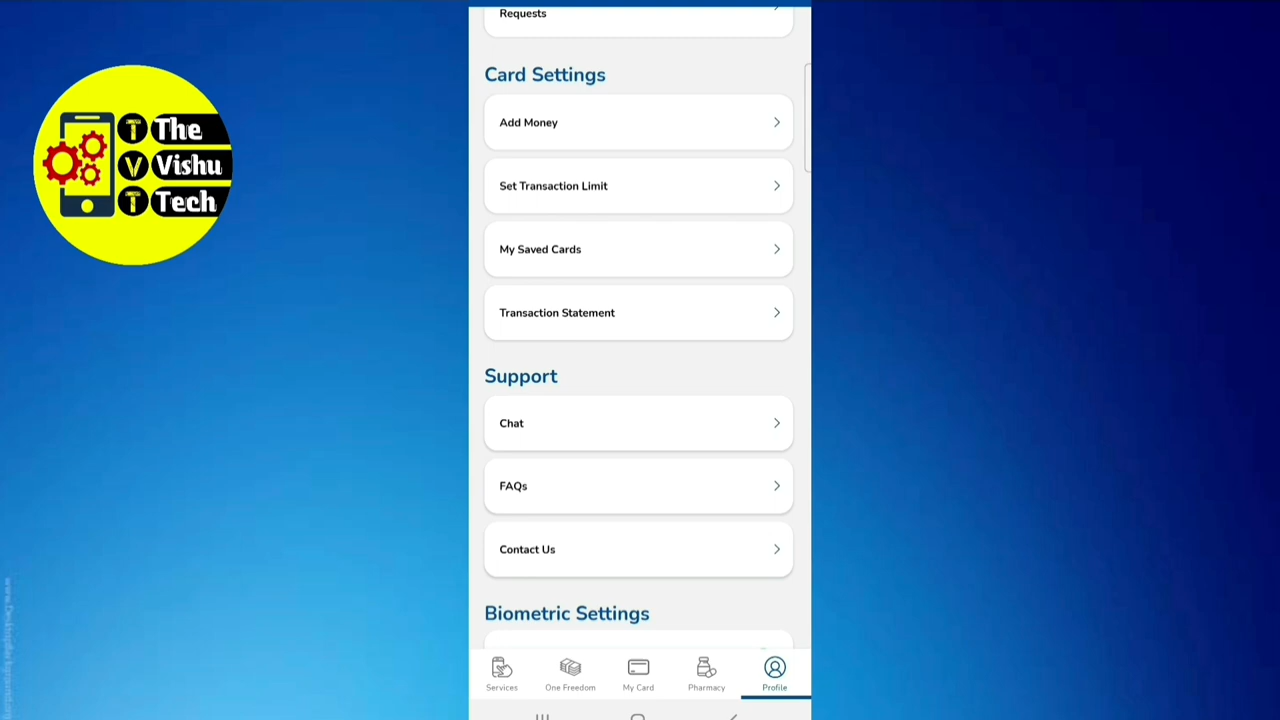 Requests
Card Settings
Add Money
Set Transaction Limit
My Saved Cards
Transaction Statement
Support
Chat
FAQs
Contact Us
Biometric Settings
Services
One Freedom
My Card
Pharmacy
Profile
T The
V Vishu
T Tech